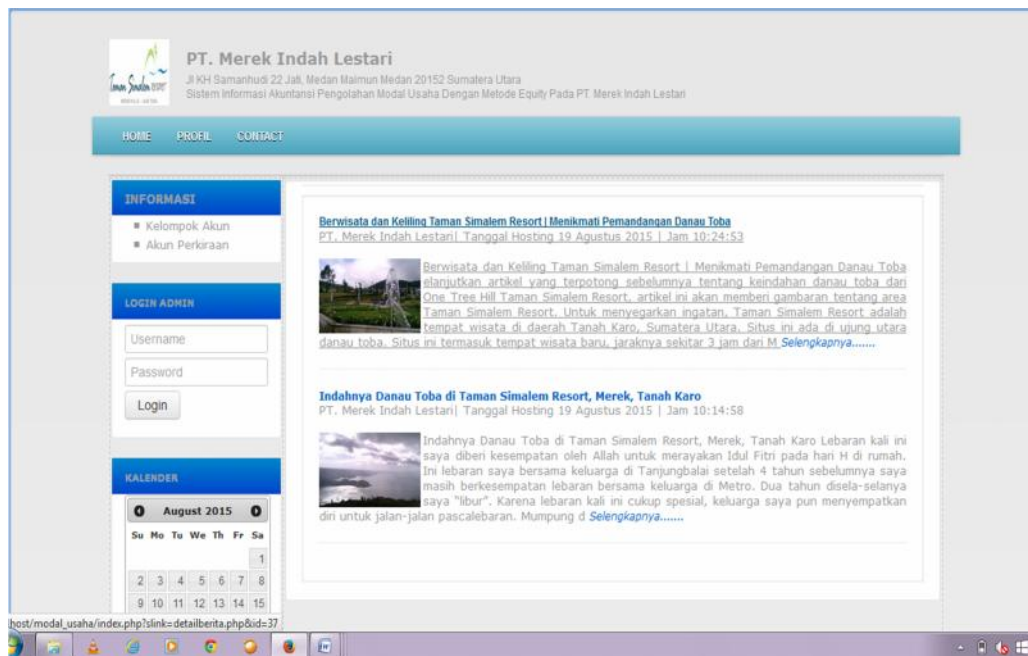 PT. Merek Indah Lestari
Jl KH Samanhudi 22 Jati, Medan Maimun Medan 20152 Sumatera Utara
Sistem Informasi Akuntansi Pengolahan Modal Usaha Dengan Metode Equity Pada PT. Merek Indah Lestari
HOME PROFIL CONTACT
INFORMASI
Kelompok Akun
Akun Perkiraan
LOGIN ADMIN
Username
Password
Login
KALENDER
August 2015
Su Mo Tu We Th Fr Sa
1
2 3 4 5 6 7 8
9 10 11 12 13 14 15
Berwisata dan Keliling Taman Simalem Resort | Menikmati Pemandangan Danau Toba
PT. Merek Indah Lestari| Tanggal Hosting 19 Agustus 2015 | Jam 10:24:53
Berwisata dan Keliling Taman Simalem Resort | Menikmati Pemandangan Danau Toba
elanjutkan artikel yang terpotong sebelumnya tentang keindahan danau toba dari
One Tree Hill Taman Simalem Resort, artikel ini akan memberi gambaran tentang area
Taman Simalem Resort. Untuk menyegarkan ingatan, Taman Simalem Resort adalah
tempat wisata di daerah Tanah Karo, Sumatera Utara. Situs ini ada di ujung utara
danau toba. Situs ini termasuk tempat wisata baru, jaraknya sekitar 3 jam dari M Selengkapnya.......
Indahnya Danau Toba di Taman Simalem Resort, Merek, Tanah Karo
PT. Merek Indah Lestari| Tanggal Hosting 19 Agustus 2015 | Jam 10:14:58
Indahnya Danau Toba di Taman Simalem Resort, Merek, Tanah Karo Lebaran kali ini
saya diberi kesempatan oleh Allah untuk merayakan Idul Fitri pada hari H di rumah.
Ini lebaran saya bersama keluarga di Tanjungbalai setelah 4 tahun sebelumnya saya
masih berkesempatan lebaran bersama keluarga di Metro. Dua tahun disela-selanya
saya "libur". Karena lebaran kali ini cukup spesial, keluarga saya pun menyempatkan
diri untuk jalan-jalan pascalebaran. Mumpung d Selengkapnya.......
host/modal_usaha/index.php?slink=detailberita.php&id=37